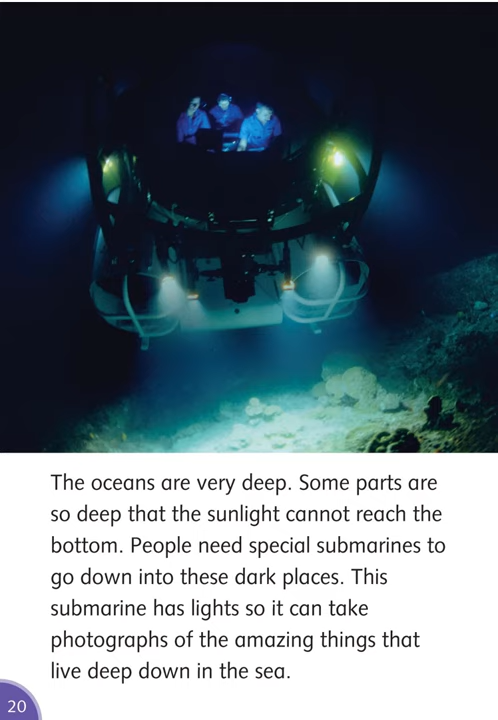 The oceans are very deep. Some parts are
so deep that the sunlight cannot reach the
bottom. People need special submarines to
go down into these dark places. This
submarine has lights so it can take
photographs of the amazing things that
live deep down in the sea.
20